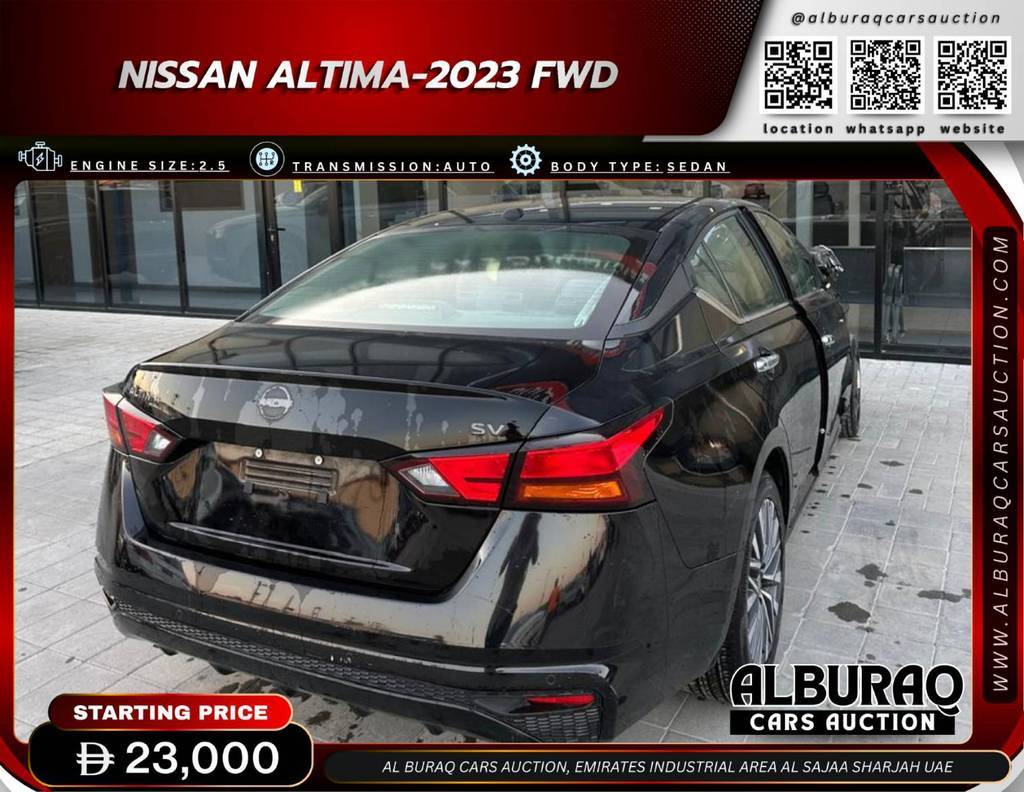 @alburaqcarsauction
NISSAN ALTIMA-2023 FWD
location whatsapp website
ENGINE SIZE:2.5 TRANSMISSION:AUTO BODY TYPE: SEDAN
SV
WWW.ALBURAQCARSAUCTION.COM
ALBURAQ
CARS AUCTION
STARTING PRICE
23,000
AL BURAQ CARS AUCTION, EMIRATES INDUSTRIAL AREA AL SAJAA SHARJAH UAE